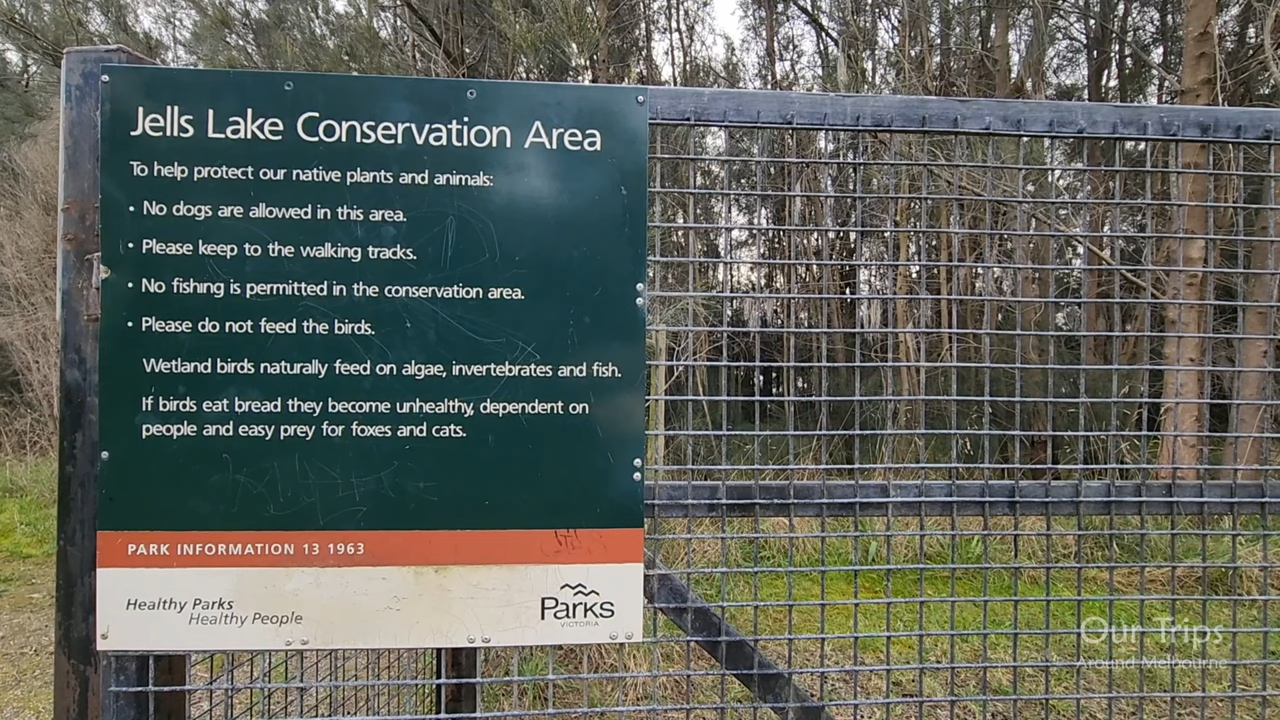 Jells Lake Conservation Area
To help protect our native plants and animals:
• No dogs are allowed in this area.
• Please keep to the walking tracks.
• No fishing is permitted in the conservation area.
• Please do not feed the birds.
Wetland birds naturally feed on algae, invertebrates and fish.
If birds eat bread they become unhealthy, dependent on
people and easy prey for foxes and cats.
PARK INFORMATION 13 1963
Healthy Parks
Healthy People
Parks
VICTORIA
Our Trips
Around Melbourne